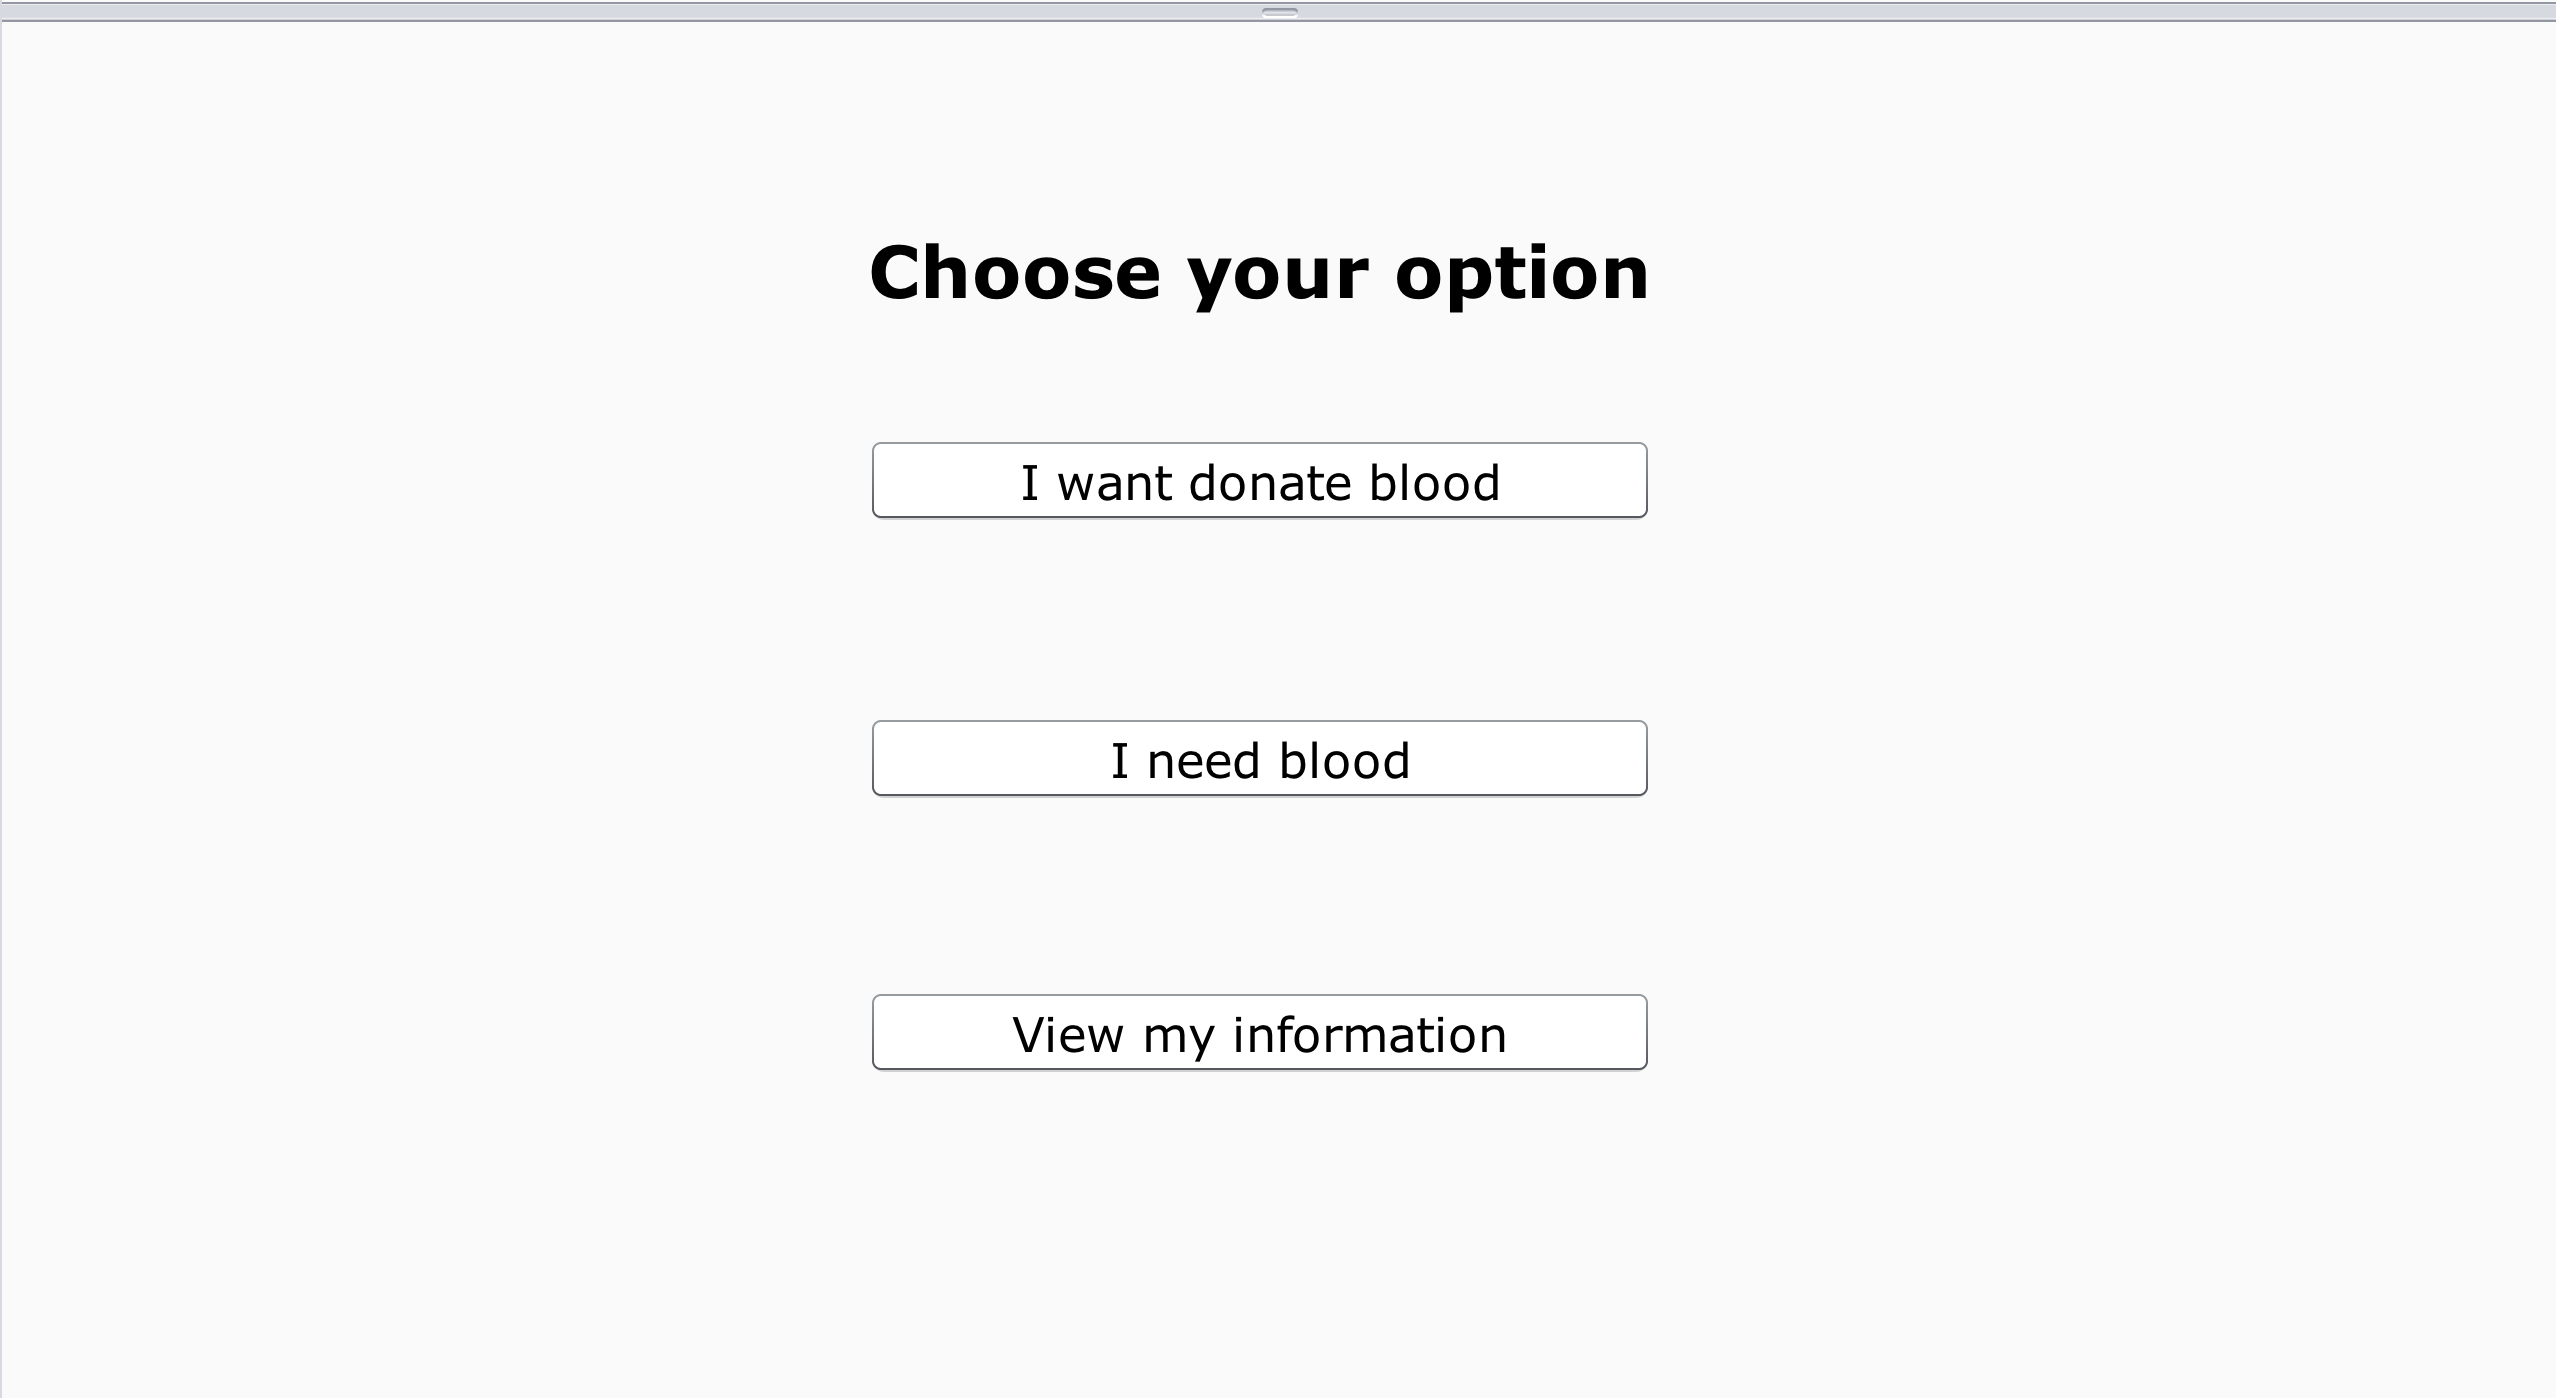 Choose your option
I want donate blood
I need blood
View my information